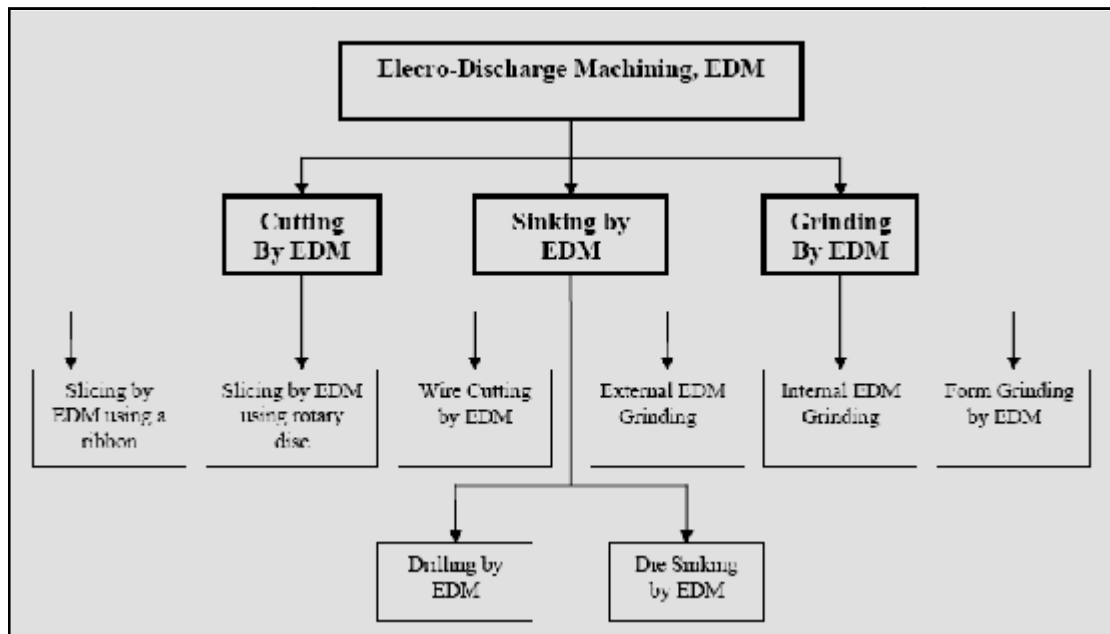 Elecro-Discharge Machining, EDM
Cutting
By EDM
Sinking by
EDM
Grinding
By EDM
Slicing by
EDM using a
ribbon
Slicing by EDM
using rotary
disc
Wire Cutting
by EDM
External EDM
Grinding
Internal EDM
Grinding
Form Grinding
by EDM
Drilling by
EDM
Die Sinking
by EDM